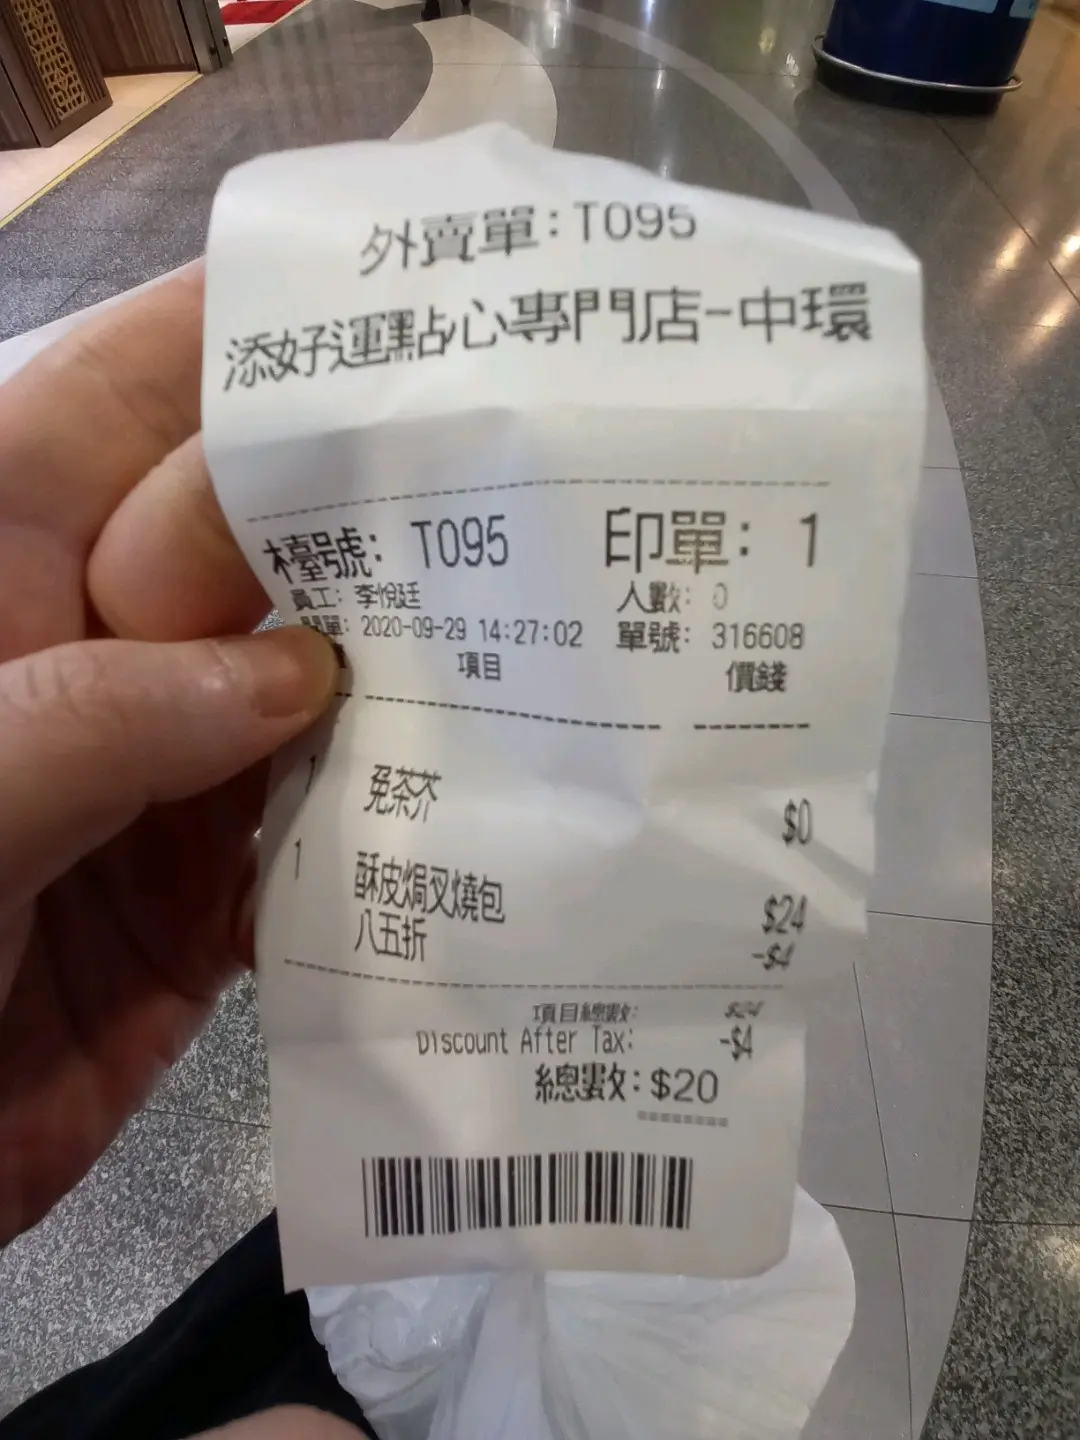 外賣單:T095
添好運點心專門店-中環
檯號: T095 印單: 1
員工: 李悅廷 人數: 0
開單: 2020-09-29 14:27:02 單號: 316608
項目 價錢
1 免茶芥 $0
1 酥皮焗叉燒包 $24
八五折 -$4
項目總數: $24
Discount After Tax: -$4
總數:$20